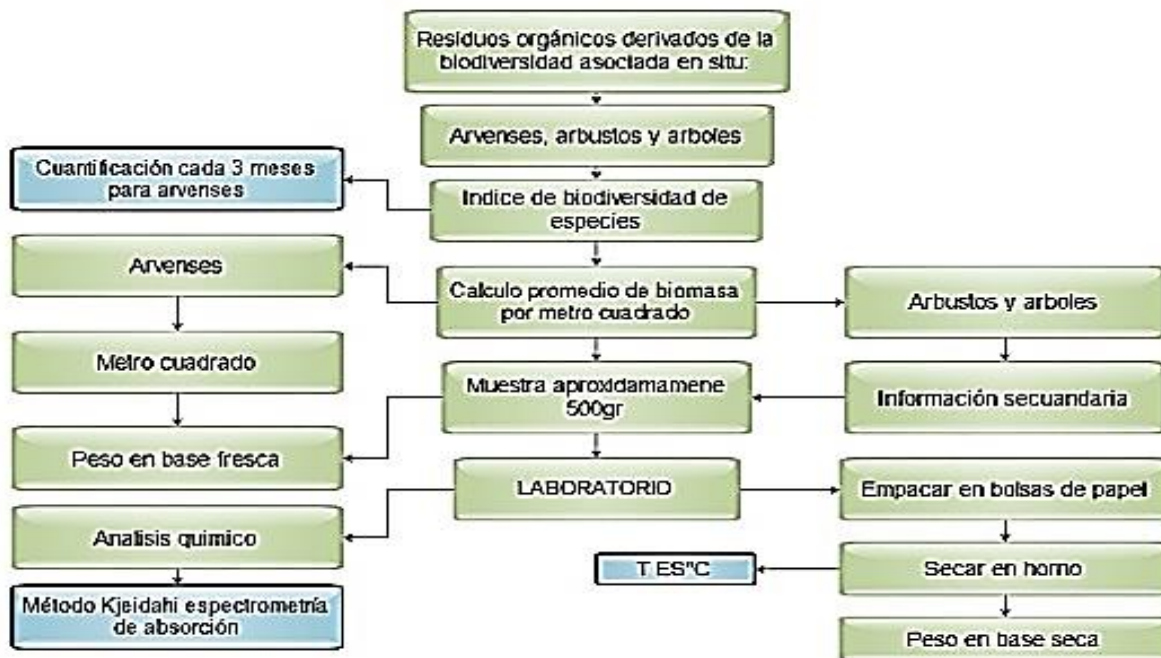 Residuos orgánicos derivados de la
biodiversidad asociada en situ:
Arvenses, arbustos y arboles
Cuantificación cada 3 meses
para arvenses
Indice de biodiversidad de
especies
Arvenses
Calculo promedio de biomasa
por metro cuadrado
Arbustos y arboles
Metro cuadrado
Muestra aproxidamamene
500gr
Información secuandaria
Peso en base fresca
LABORATORIO
Empacar en bolsas de papel
Analisis quimico
T ES"C
Secar en horno
Método Kjeidahi espectrometría
de absorción
Peso en base seca